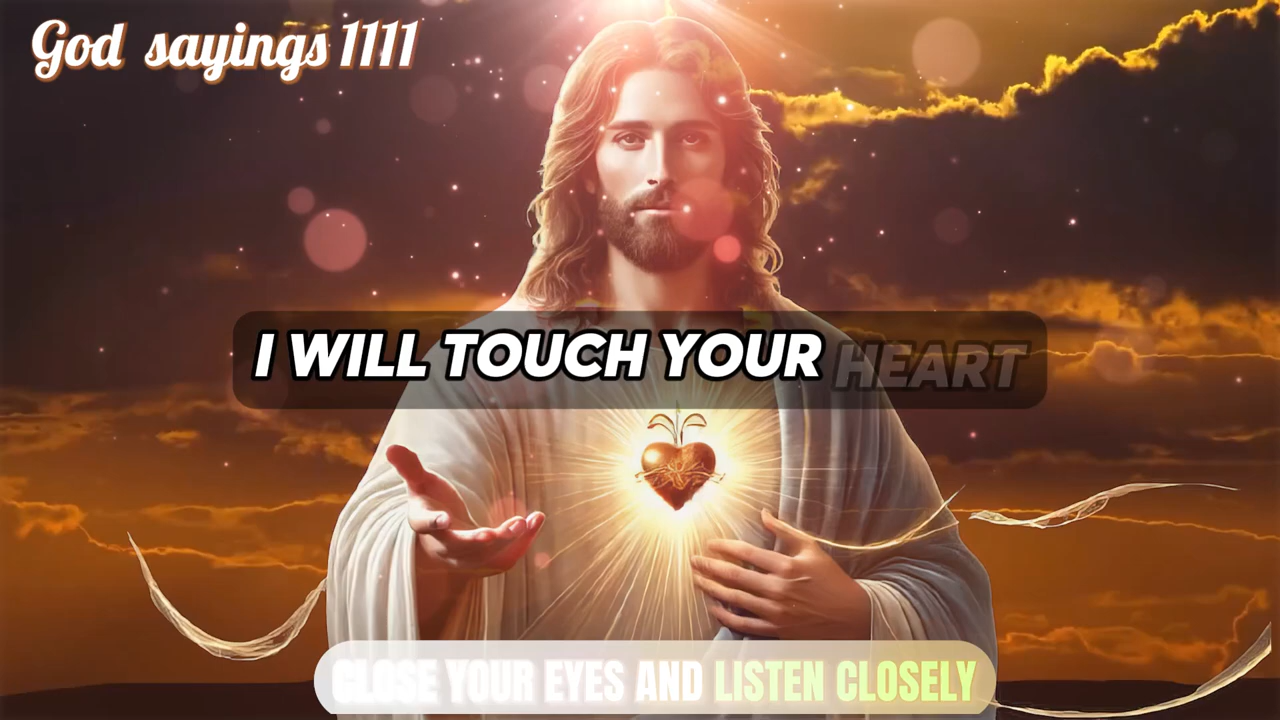 God sayings 1111
I WILL TOUCH YOUR HEART
CLOSE YOUR EYES AND LISTEN CLOSELY